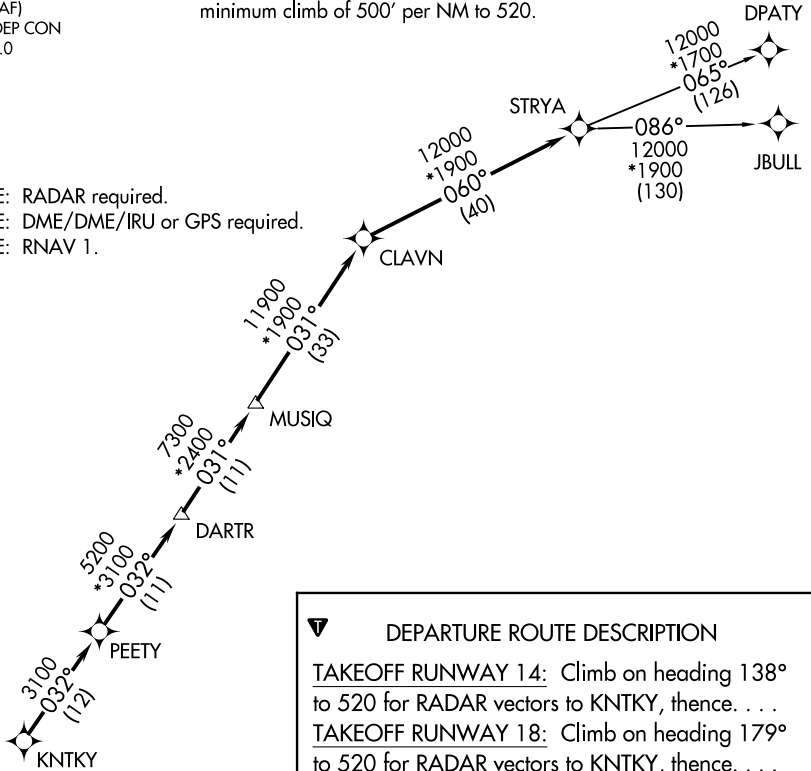 AF)
DEP CON
.0
minimum climb of 500' per NM to 520.
DPATY
12000
*1700
065°
(126)
STRYA
086°
12000
*1900
(130)
JBULL
12000
*1900
060°
(40)
E: RADAR required.
E: DME/DME/IRU or GPS required.
E: RNAV 1.
CLAVN
11900
*1900
031°
(33)
MUSIQ
7300
*2400
031°
(11)
DARTR
5200
*3100
032°
(11)
PEETY
3100
032°
(12)
KNTKY
T
DEPARTURE ROUTE DESCRIPTION
TAKEOFF RUNWAY 14: Climb on heading 138°
to 520 for RADAR vectors to KNTKY, thence. . . .
TAKEOFF RUNWAY 18: Climb on heading 179°
to 520 for RADAR vectors to KNTKY, thence. . . .